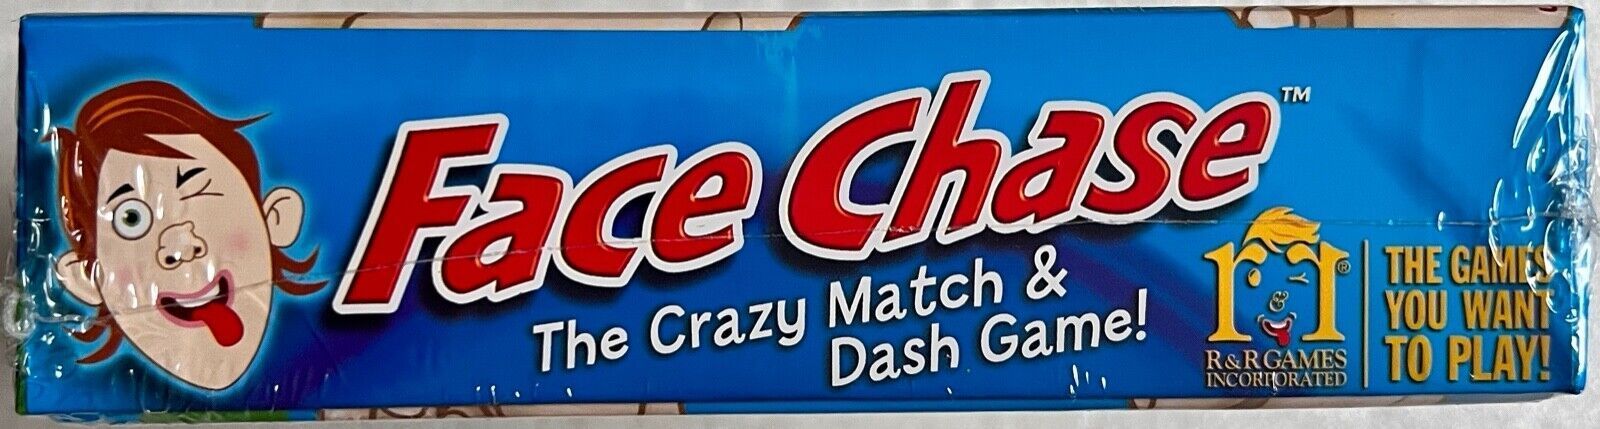 Face Chase™
The Crazy Match &
Dash Game!
r&r®
R&R GAMES
INCORPORATED
THE GAMES
YOU WANT
TO PLAY!